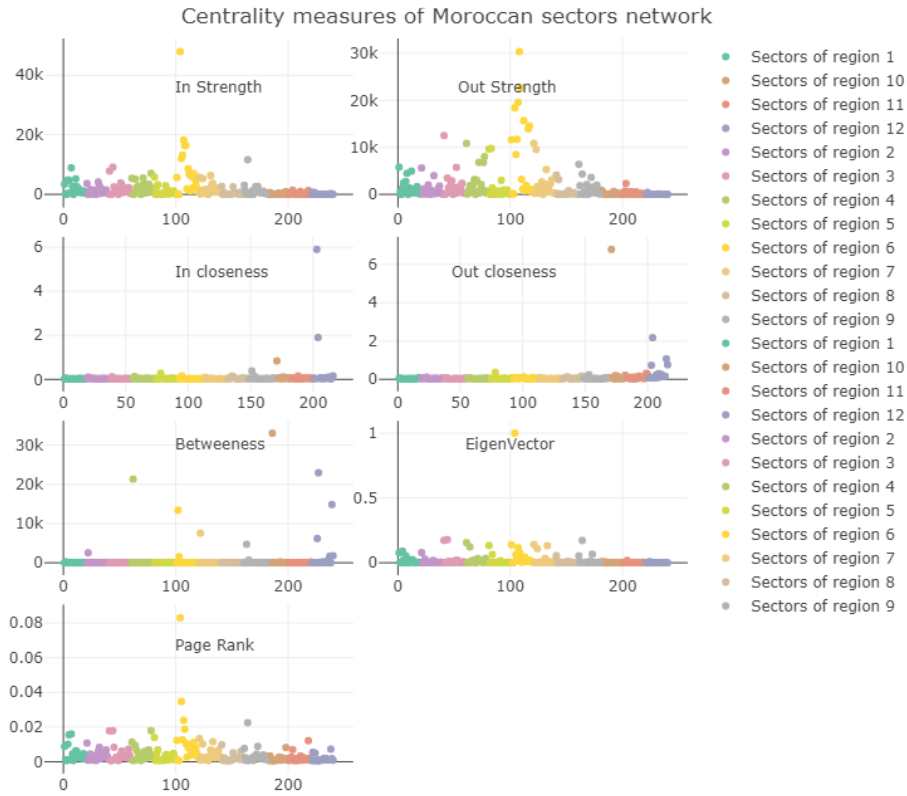 Centrality measures of Moroccan sectors network
40k
20k
0
0
100
200
In Strength
30k
20k
10k
0
0
100
200
Out Strength
6
4
2
0
0
50
100
150
200
In closeness
6
4
2
0
0
50
100
150
200
Out closeness
30k
20k
10k
0
0
100
200
Betweeness
1
0.5
0
0
100
200
EigenVector
0.08
0.06
0.04
0.02
0
0
100
200
Page Rank
Sectors of region 1
Sectors of region 10
Sectors of region 11
Sectors of region 12
Sectors of region 2
Sectors of region 3
Sectors of region 4
Sectors of region 5
Sectors of region 6
Sectors of region 7
Sectors of region 8
Sectors of region 9
Sectors of region 1
Sectors of region 10
Sectors of region 11
Sectors of region 12
Sectors of region 2
Sectors of region 3
Sectors of region 4
Sectors of region 5
Sectors of region 6
Sectors of region 7
Sectors of region 8
Sectors of region 9